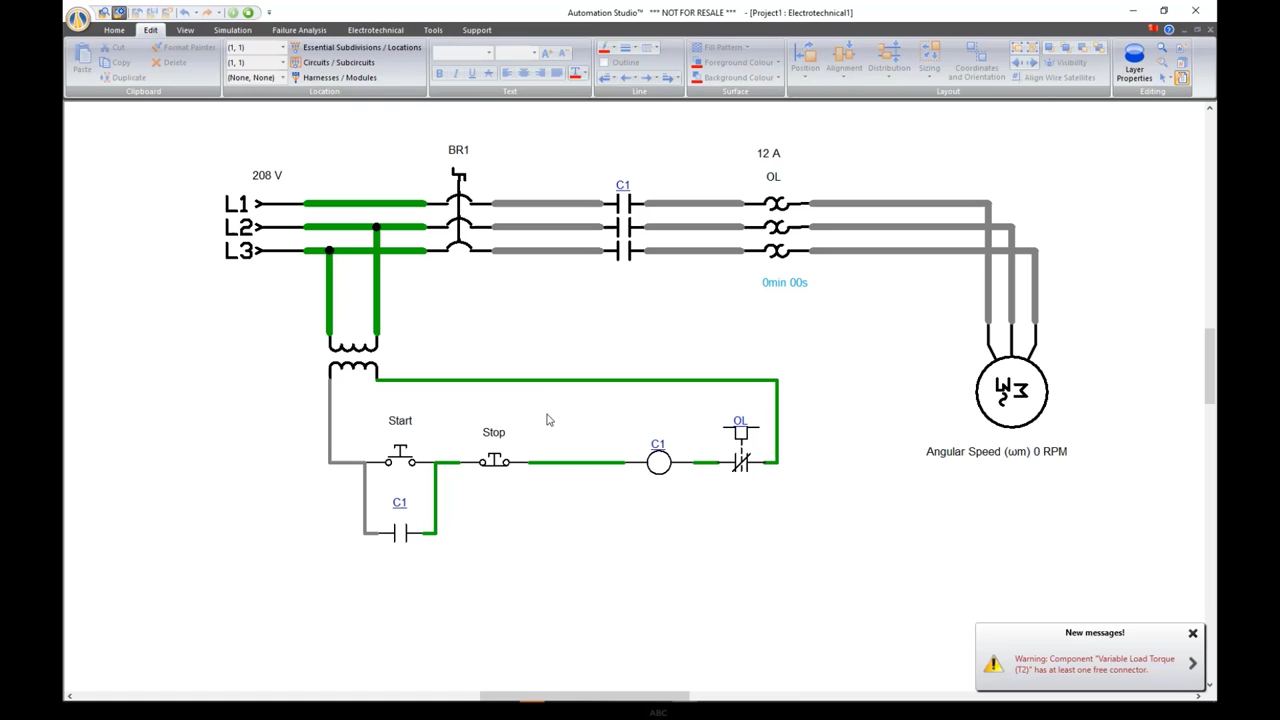 Automation Studio™ *** NOT FOR RESALE *** - [Project1 : Electrotechnical1]
Home Edit View Simulation Failure Analysis Electrotechnical Tools Support
Paste
Cut
Copy
Duplicate
Format Painter
Delete
Clipboard
(1, 1)
(1, 1)
(None, None)
Essential Subdivisions / Locations
Circuits / Subcircuits
Harnesses / Modules
Location
B I U S
Text
Outline
Line
Fill Pattern
Foreground Colour
Background Colour
Surface
Position
Alignment
Distribution
Sizing
Coordinates
and Orientation
Visibility
Align Wire Satellites
Layout
Layer
Properties
Editing
208 V
BR1
C1
12 A
OL
L1
L2
L3
0min 00s
Start
Stop
C1
OL
C1
M
Angular Speed (ωm) 0 RPM
New messages!
Warning: Component "Variable Load Torque
(T2)" has at least one free connector.
ABC